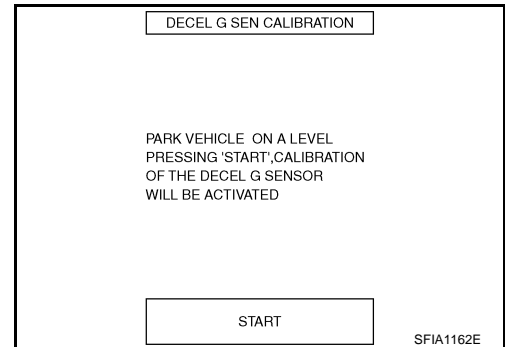 DECEL G SEN CALIBRATION
PARK VEHICLE ON A LEVEL
PRESSING 'START',CALIBRATION
OF THE DECEL G SENSOR
WILL BE ACTIVATED
START
SFIA1162E